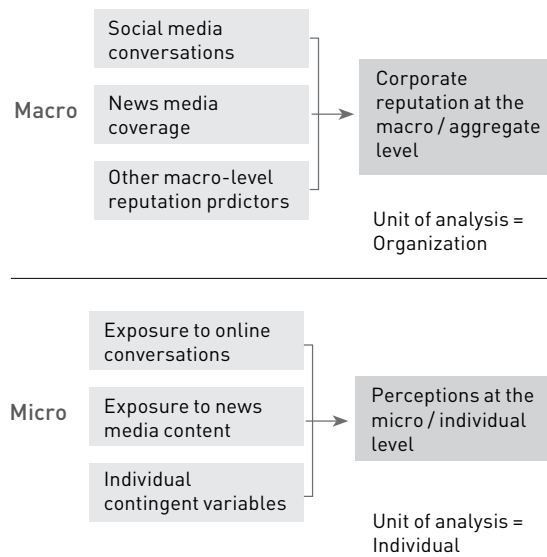 Macro
Social media
conversations
News media
coverage
Other macro-level
reputation prdictors
Corporate
reputation at the
macro / aggregate
level
Unit of analysis =
Organization
Micro
Exposure to online
conversations
Exposure to news
media content
Individual
contingent variables
Perceptions at the
micro / individual
level
Unit of analysis =
Individual